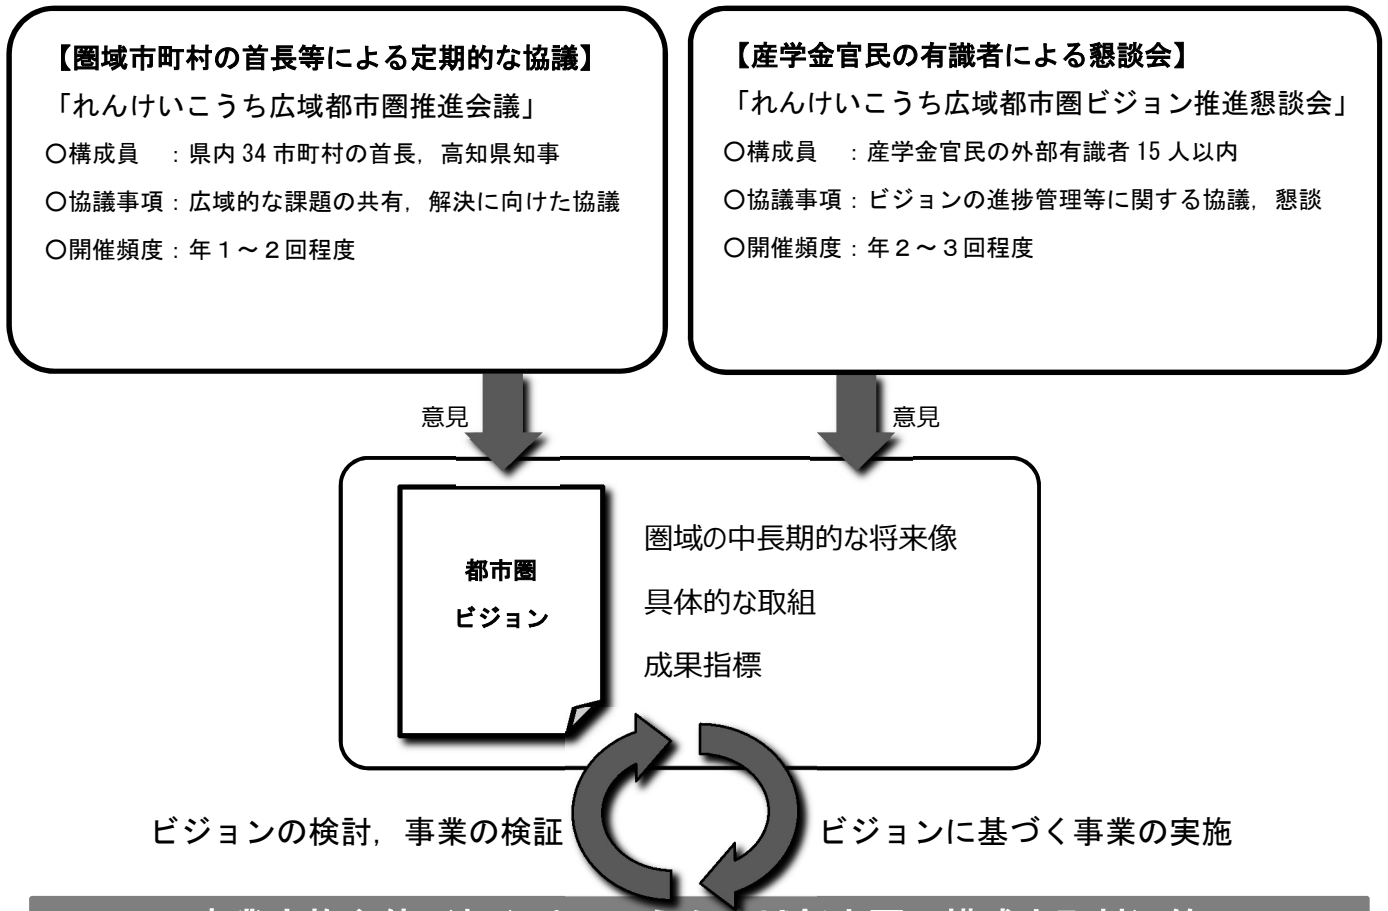 【圏域市町村の首長等による定期的な協議】
「れんけいこうち広域都市圏推進会議」
〇構成員　：県内 34 市町村の首長，高知県知事
〇協議事項：広域的な課題の共有，解決に向けた協議
〇開催頻度：年１～２回程度
【産学金官民の有識者による懇談会】
「れんけいこうち広域都市圏ビジョン推進懇談会」
〇構成員　：産学金官民の外部有識者 15 人以内
〇協議事項：ビジョンの進捗管理等に関する協議，懇談
〇開催頻度：年２～３回程度
意見
意見
都市圏
ビジョン
圏域の中長期的な将来像
具体的な取組
成果指標
ビジョンの検討，事業の検証
ビジョンに基づく事業の実施